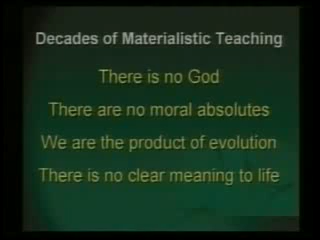 Decades of Materialistic Teaching
There is no God
There are no moral absolutes
We are the product of evolution
There is no clear meaning to life